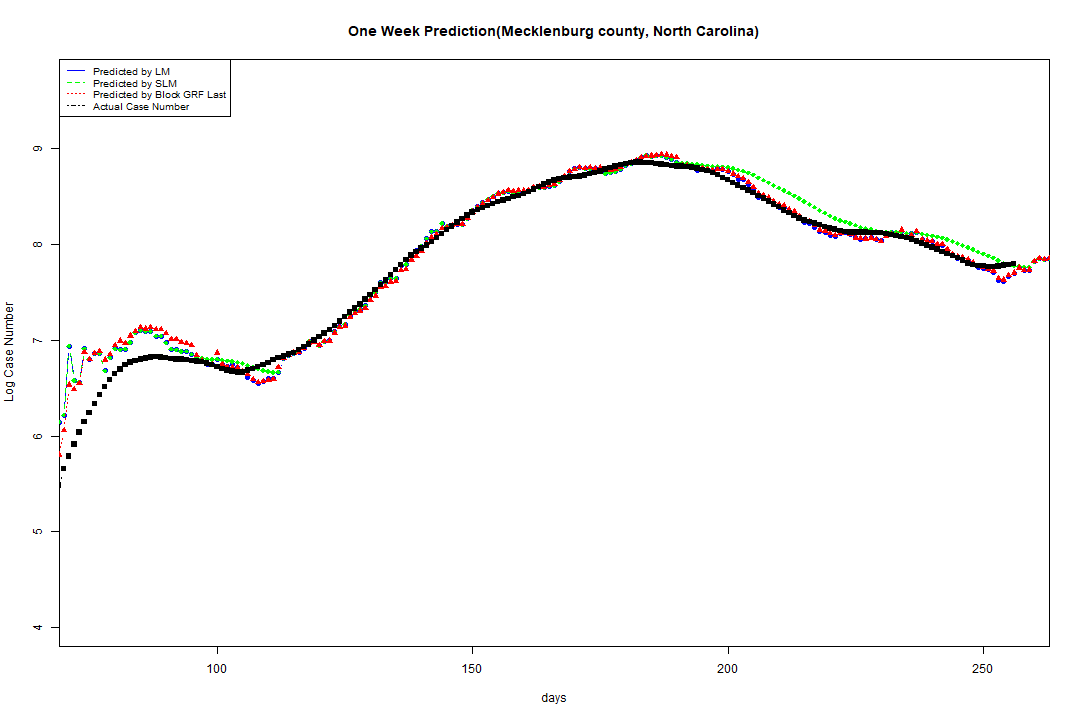 One Week Prediction(Mecklenburg county, North Carolina)
Predicted by LM
Predicted by SLM
Predicted by Block GRF Last
Actual Case Number
Log Case Number
9
8
7
6
5
4
100 150 200 250
days